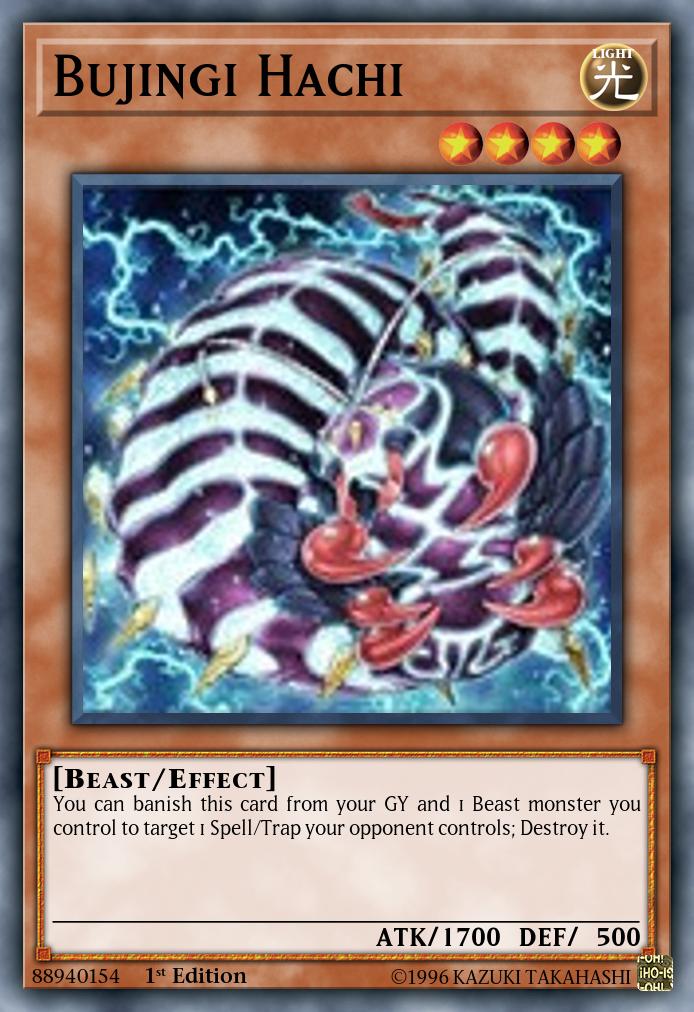 Bujingi Hachi
LIGHT
光
[Beast/Effect]
You can banish this card from your GY and 1 Beast monster you
control to target 1 Spell/Trap your opponent controls; Destroy it.
ATK/1700 DEF/ 500
88940154 1st Edition ©1996 KAZUKI TAKAHASHI